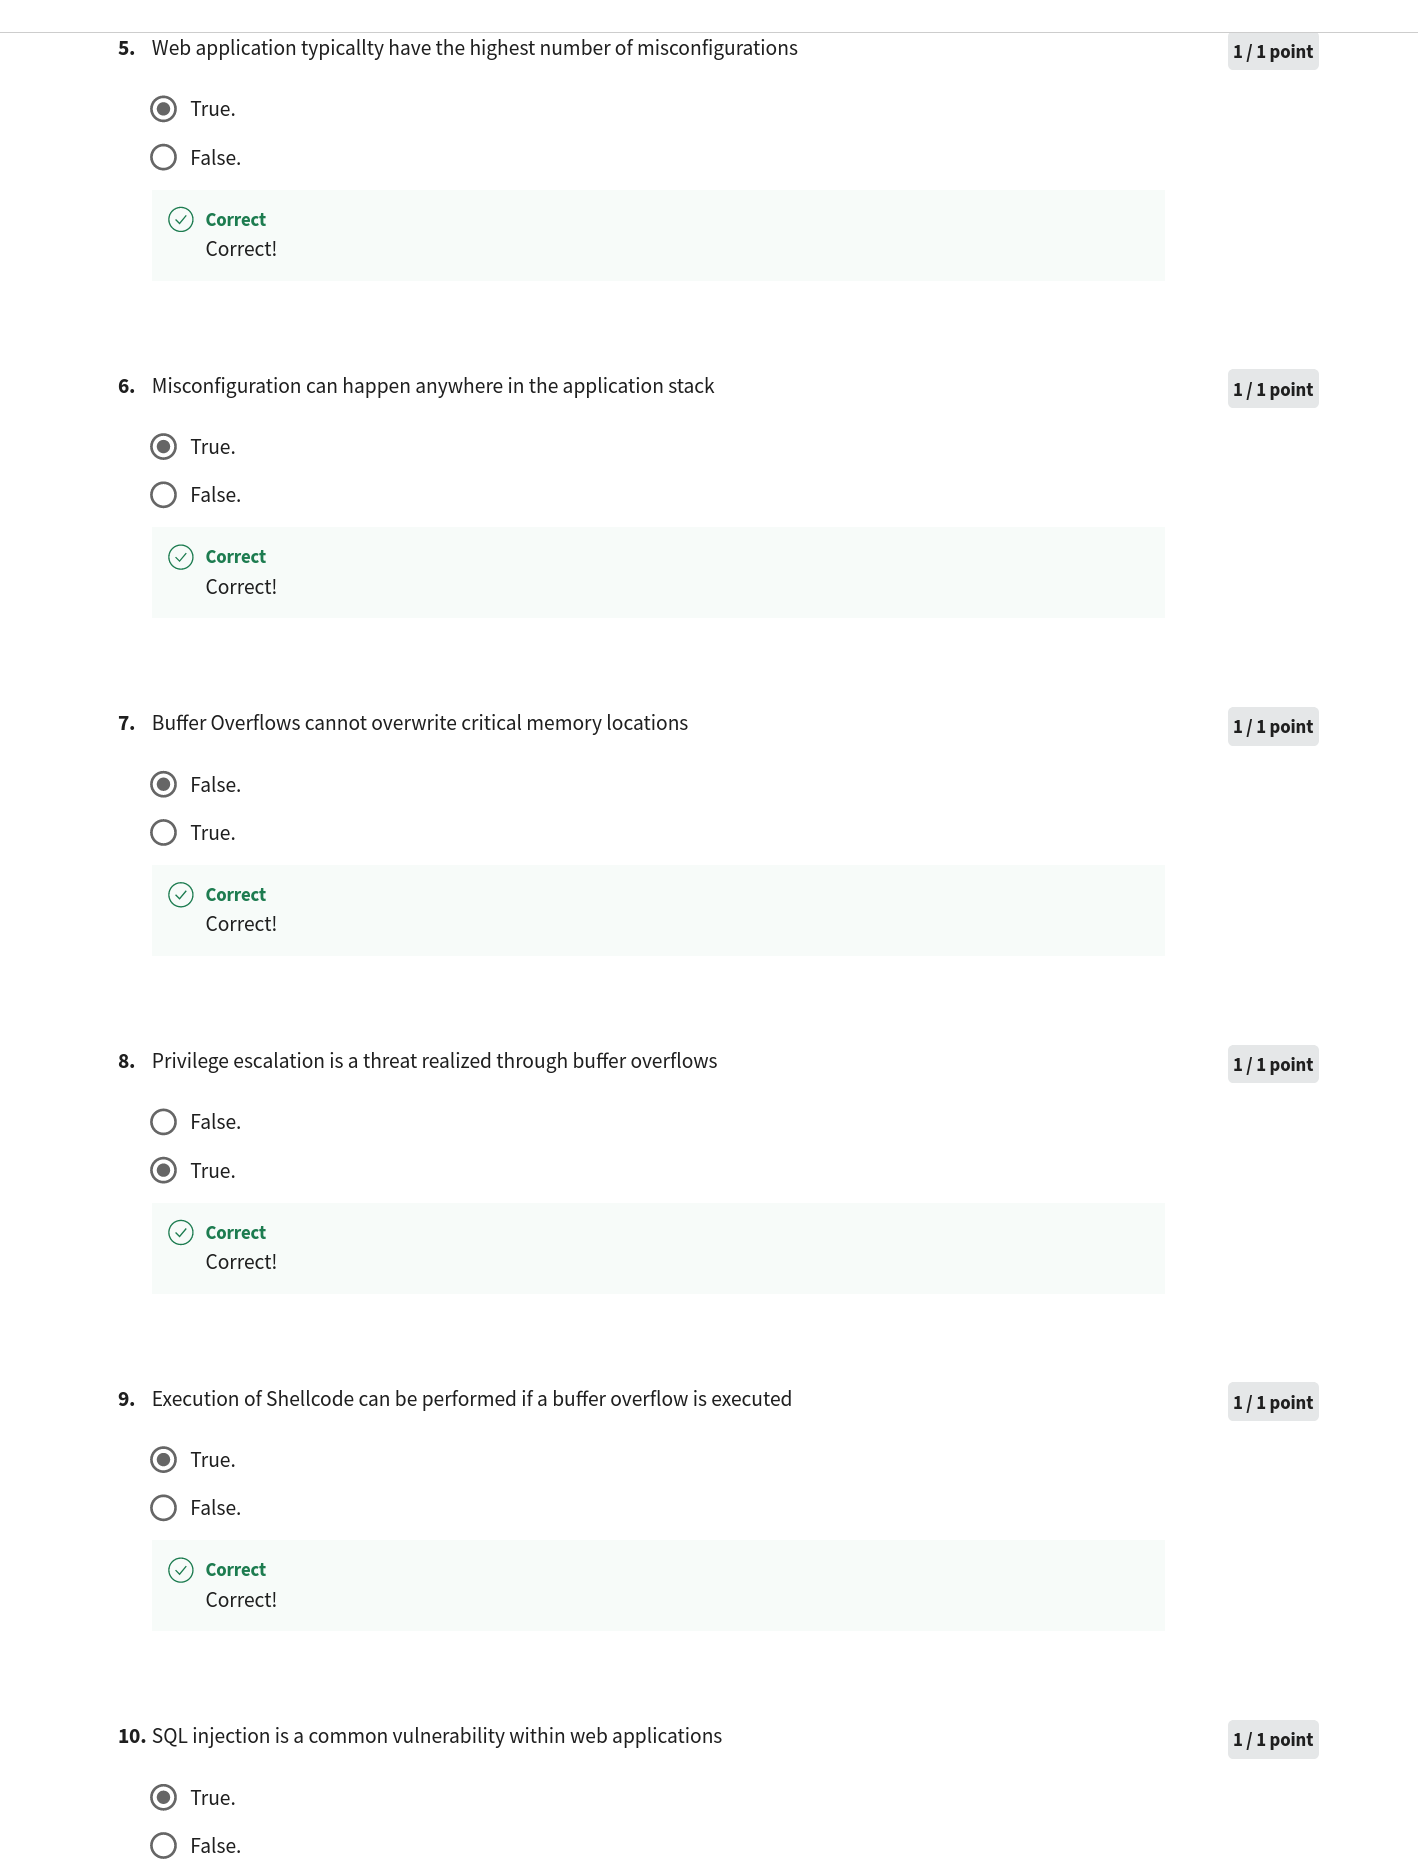 5. Web application typicallty have the highest number of misconfigurations
1 / 1 point
True.
False.
Correct
Correct!
6. Misconfiguration can happen anywhere in the application stack
1 / 1 point
True.
False.
Correct
Correct!
7. Buffer Overflows cannot overwrite critical memory locations
1 / 1 point
False.
True.
Correct
Correct!
8. Privilege escalation is a threat realized through buffer overflows
1 / 1 point
False.
True.
Correct
Correct!
9. Execution of Shellcode can be performed if a buffer overflow is executed
1 / 1 point
True.
False.
Correct
Correct!
10. SQL injection is a common vulnerability within web applications
1 / 1 point
True.
False.